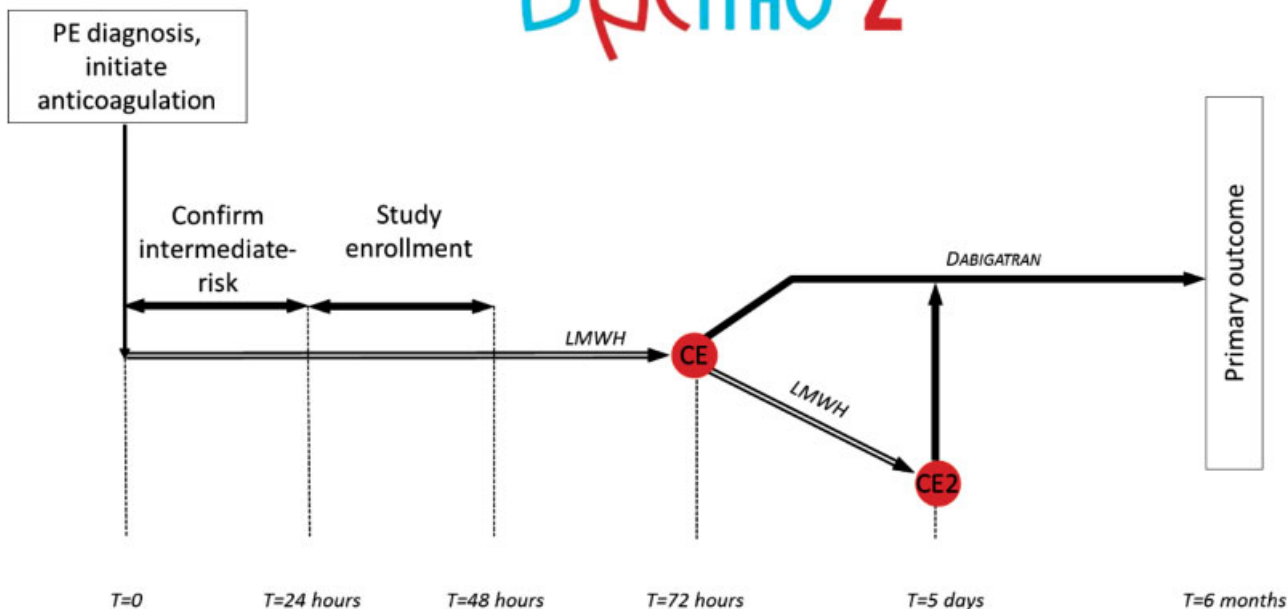 PE diagnosis,
initiate
anticoagulation
Confirm
intermediate-
risk
Study
enrollment
LMWH
CE
DABIGATRAN
LMWH
CE2
Primary outcome
T=0
T=24 hours
T=48 hours
T=72 hours
T=5 days
T=6 months